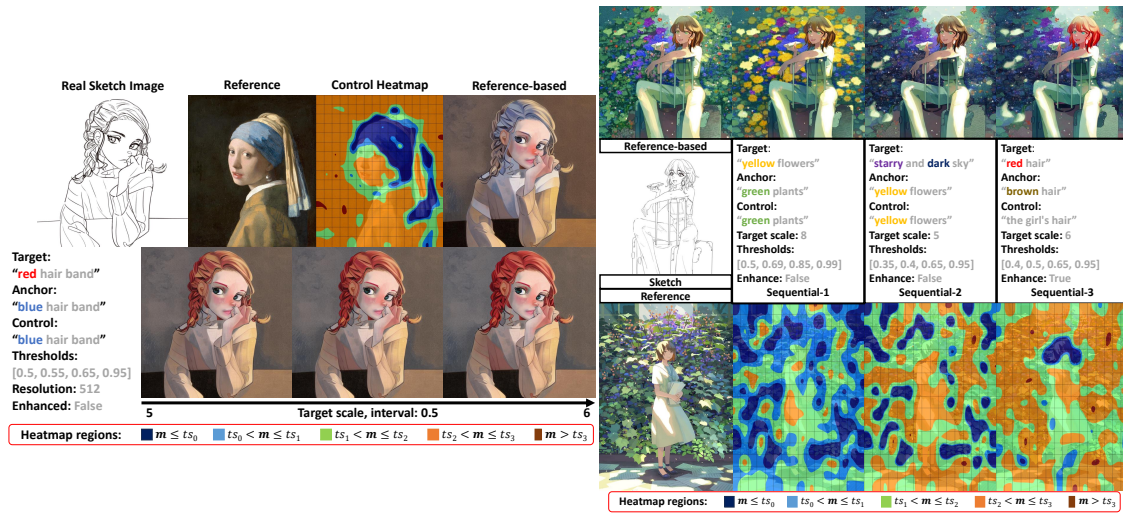 Real Sketch Image
Reference
Control Heatmap
Reference-based
Target:
“red hair band”
Anchor:
“blue hair band”
Control:
“blue hair band”
Thresholds:
[0.5, 0.55, 0.65, 0.95]
Resolution: 512
Enhanced: False
5
Target scale, interval: 0.5
6
Heatmap regions: m ≤ ts₀ ts₀ < m ≤ ts₁ ts₁ < m ≤ ts₂ ts₂ < m ≤ ts₃ m > ts₃
Reference-based
Sketch
Reference
Target:
“yellow flowers”
Anchor:
“green plants”
Control:
“green plants”
Target scale: 8
Thresholds:
[0.5, 0.69, 0.85, 0.99]
Enhance: False
Sequential-1
Target:
“starry and dark sky”
Anchor:
“yellow flowers”
Control:
“yellow flowers”
Target scale: 5
Thresholds:
[0.35, 0.4, 0.65, 0.95]
Enhance: False
Sequential-2
Target:
“red hair”
Anchor:
“brown hair”
Control:
“the girl's hair”
Target scale: 6
Thresholds:
[0.4, 0.5, 0.65, 0.95]
Enhance: True
Sequential-3
Heatmap regions: m ≤ ts₀ ts₀ < m ≤ ts₁ ts₁ < m ≤ ts₂ ts₂ < m ≤ ts₃ m > ts₃